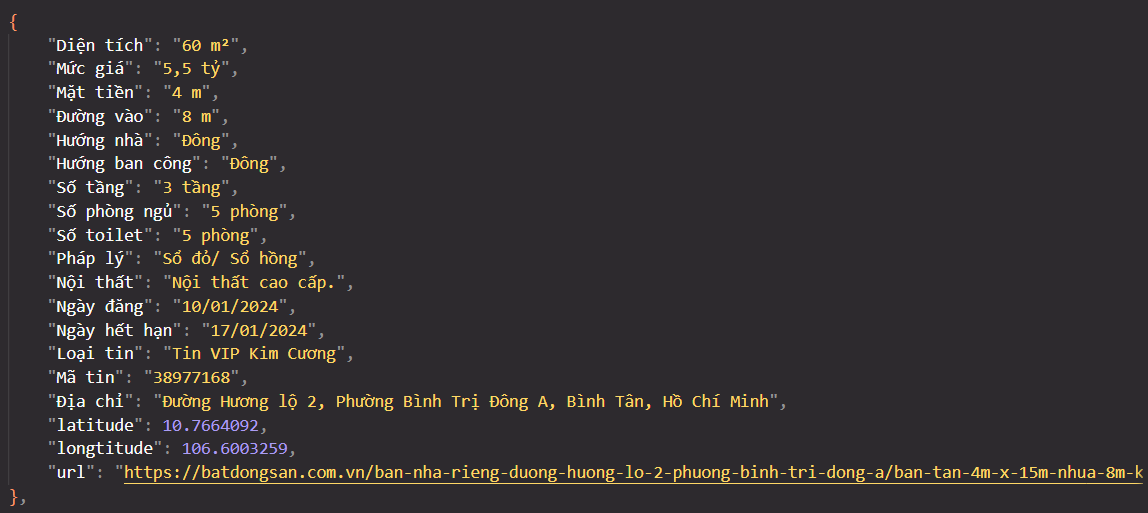 {
"Diện tích": "60 m²",
"Mức giá": "5,5 tỷ",
"Mặt tiền": "4 m",
"Đường vào": "8 m",
"Hướng nhà": "Đông",
"Hướng ban công": "Đông",
"Số tầng": "3 tầng",
"Số phòng ngủ": "5 phòng",
"Số toilet": "5 phòng",
"Pháp lý": "Sổ đỏ/ Sổ hồng",
"Nội thất": "Nội thất cao cấp.",
"Ngày đăng": "10/01/2024",
"Ngày hết hạn": "17/01/2024",
"Loại tin": "Tin VIP Kim Cương",
"Mã tin": "38977168",
"Địa chỉ": "Đường Hương lộ 2, Phường Bình Trị Đông A, Bình Tân, Hồ Chí Minh",
"latitude": 10.7664092,
"longtitude": 106.6003259,
"url": "https://batdongsan.com.vn/ban-nha-rieng-duong-huong-lo-2-phuong-binh-tri-dong-a/ban-tan-4m-x-15m-nhua-8m-k
},